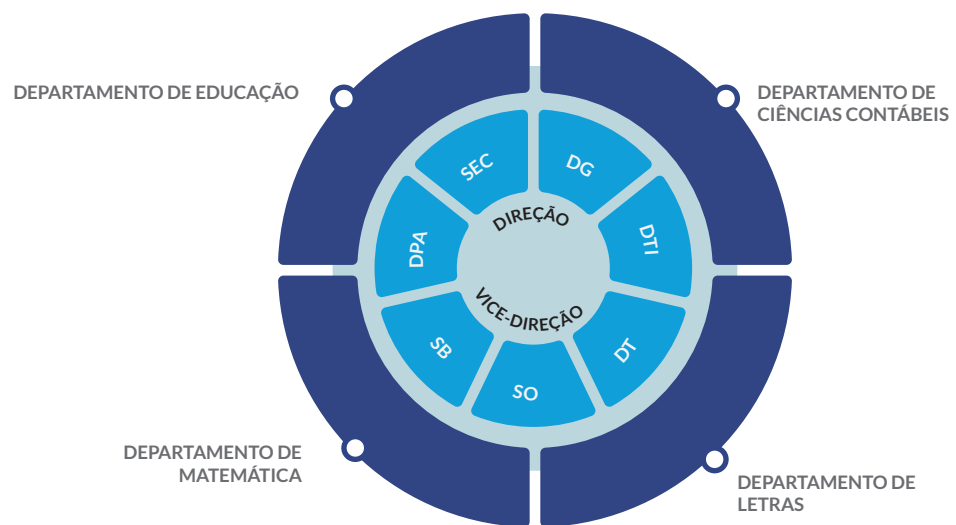 DEPARTAMENTO DE EDUCAÇÃO
DEPARTAMENTO DE
CIÊNCIAS CONTÁBEIS
SEC
DG
DPA
DTI
DIREÇÃO
VICE-DIREÇÃO
SB
DT
SO
DEPARTAMENTO DE
MATEMÁTICA
DEPARTAMENTO DE
LETRAS